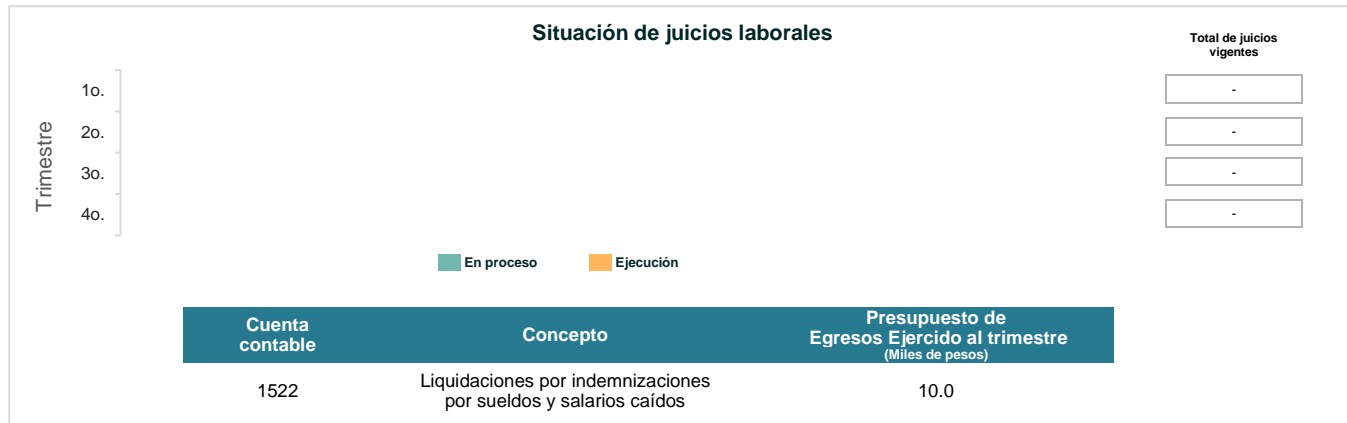 Situación de juicios laborales
Total de juicios
vigentes
Trimestre
1o.
-
2o.
-
3o.
-
4o.
-
En proceso
Ejecución
Cuenta
contable
Concepto
Presupuesto de
Egresos Ejercido al trimestre
(Miles de pesos)
1522
Liquidaciones por indemnizaciones
por sueldos y salarios caídos
10.0